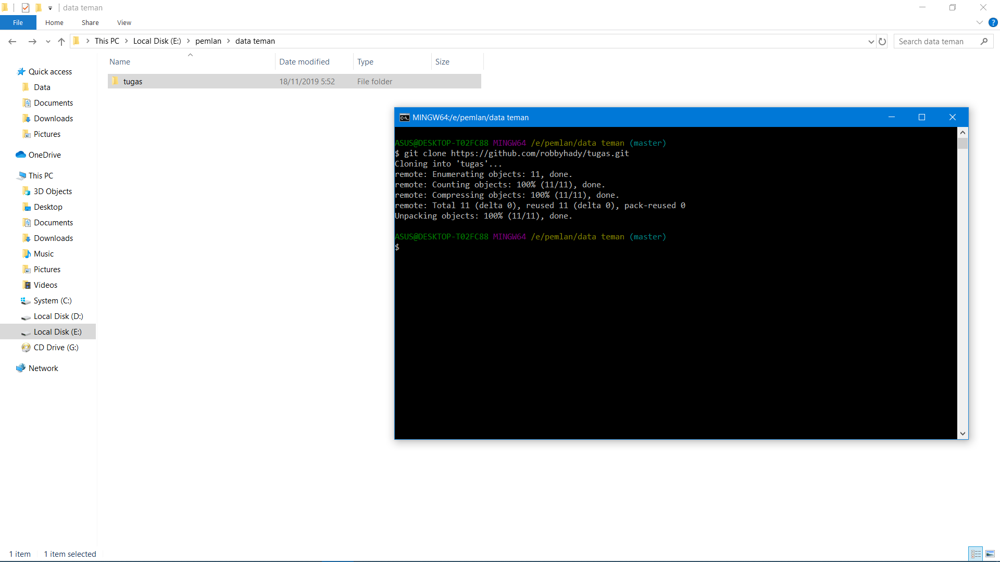 data teman
File Home Share View
This PC Local Disk (E:) pemlan data teman
Search data teman
Name Date modified Type Size
tugas 18/11/2019 5:52 File folder
Quick access
Data
Documents
Downloads
Pictures
OneDrive
This PC
3D Objects
Desktop
Documents
Downloads
Music
Pictures
Videos
System (C:)
Local Disk (D:)
Local Disk (E:)
CD Drive (G:)
Network
MINGW64:/e/pemlan/data teman
ASUS@DESKTOP-T02FC88 MINGW64 /e/pemlan/data teman (master)
$ git clone https://github.com/robbyhady/tugas.git
Cloning into 'tugas'...
remote: Enumerating objects: 11, done.
remote: Counting objects: 100% (11/11), done.
remote: Compressing objects: 100% (11/11), done.
remote: Total 11 (delta 0), reused 11 (delta 0), pack-reused 0
Unpacking objects: 100% (11/11), done.
ASUS@DESKTOP-T02FC88 MINGW64 /e/pemlan/data teman (master)
$
1 item 1 item selected